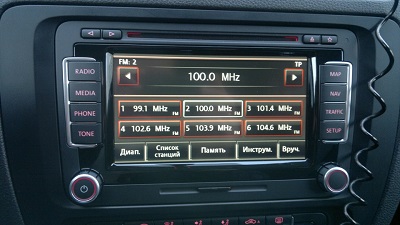 FM: 2
TP
100.0 MHz
RADIO
MEDIA
PHONE
TONE
MAP
NAV
TRAFFIC
SETUP
1 99.1 MHz FM
2 100.0 MHz FM
3 101.4 MHz FM
4 102.6 MHz FM
5 103.9 MHz FM
6 104.6 MHz FM
Диап.
Список
станций
Память
Инструм.
Вруч.